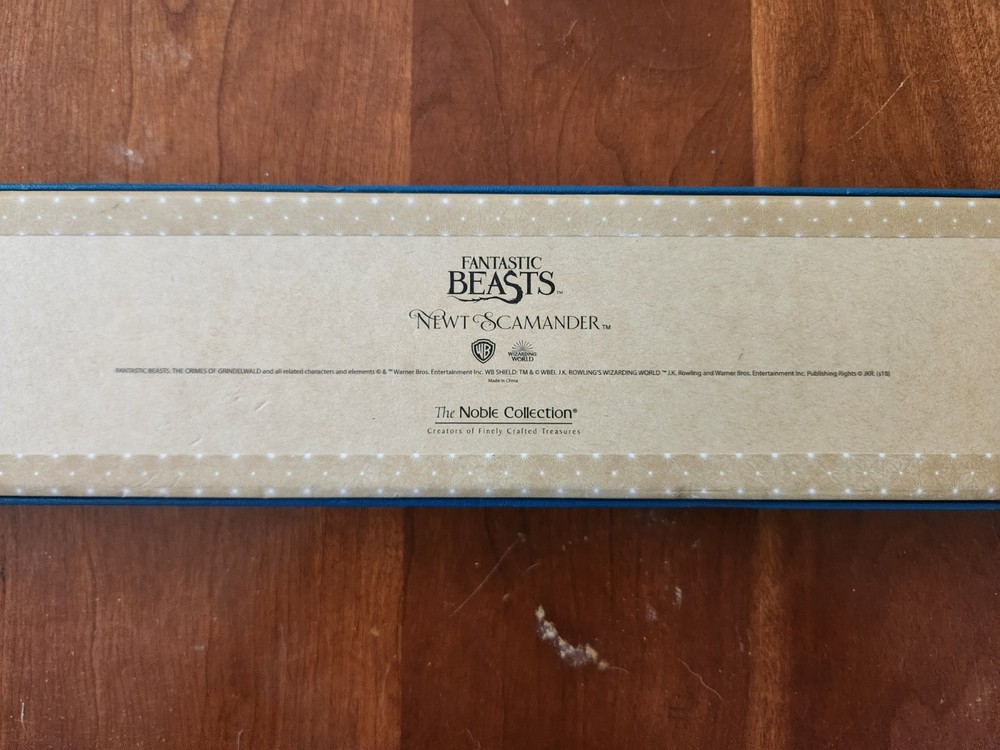 FANTASTIC
BEASTS™
NEWT SCAMANDER™
WB
WIZARDING
WORLD
FANTASTIC BEASTS: THE CRIMES OF GRINDELWALD and all related characters and elements © & ™ Warner Bros. Entertainment Inc. WB SHIELD: TM & © WBEI. J.K. ROWLING'S WIZARDING WORLD ™ J.K. Rowling and Warner Bros. Entertainment Inc. Publishing Rights © JKR. (s18)
Made in China
The Noble Collection®
Creators of Finely Crafted Treasures